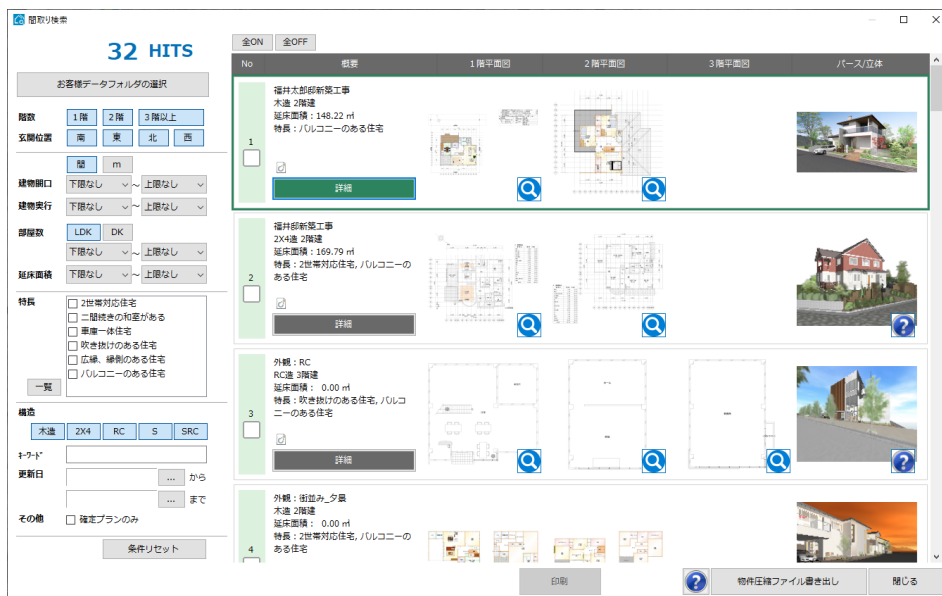 間取り検索
32 HITS
お客様データフォルダの選択
階数
1階
2階
3階以上
玄関位置
南
東
北
西
間
m
建物間口
下限なし
～
上限なし
建物奥行
下限なし
～
上限なし
部屋数
LDK
DK
下限なし
～
上限なし
延床面積
下限なし
～
上限なし
特長
2世帯対応住宅
二間続きの和室がある
車庫一体住宅
吹き抜けのある住宅
広縁、縁側のある住宅
バルコニーのある住宅
一覧
構造
木造
2X4
RC
S
SRC
ｷｰﾜｰﾄﾞ
更新日
...
から
...
まで
その他
確定プランのみ
条件リセット
全ON
全OFF
No
概要
1階平面図
2階平面図
3階平面図
パース/立体
1
福井太郎邸新築工事
木造 2階建
延床面積：148.22 ㎡
特長：バルコニーのある住宅
詳細
2
福井邸新築工事
2X4造 2階建
延床面積：169.79 ㎡
特長：2世帯対応住宅, バルコニーの
ある住宅
詳細
3
外観：RC
RC造 3階建
延床面積： 0.00 ㎡
特長：吹き抜けのある住宅, バルコ
ニーのある住宅
詳細
4
外観：街並み_夕景
木造 2階建
延床面積： 0.00 ㎡
特長：2世帯対応住宅, バルコニーの
ある住宅
印刷
?
物件圧縮ファイル書き出し
閉じる